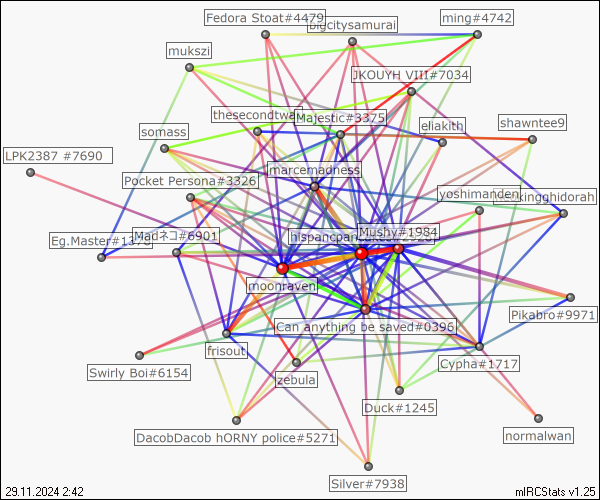 Fedora Stoat#4479
bigcitysamurai
ming#4742
mukszi
JKOUYH VIII#7034
thesecondtwa
Majestic#3375
eliakith
shawntee9
somass
LPK2387 #7690
marcemadness
Pocket Persona#3326
yoshimanden
kingghidorah
Madネコ#6901
Mushy#1984
Eg.Master#1
moonraven
Pikabro#9971
Can anything be saved#0396
frisout
Cypha#1717
Swirly Boi#6154
zebula
Duck#1245
DacobDacob hORNY police#5271
normalwan
Silver#7938
29.11.2024 2:42
mIRCStats v1.25